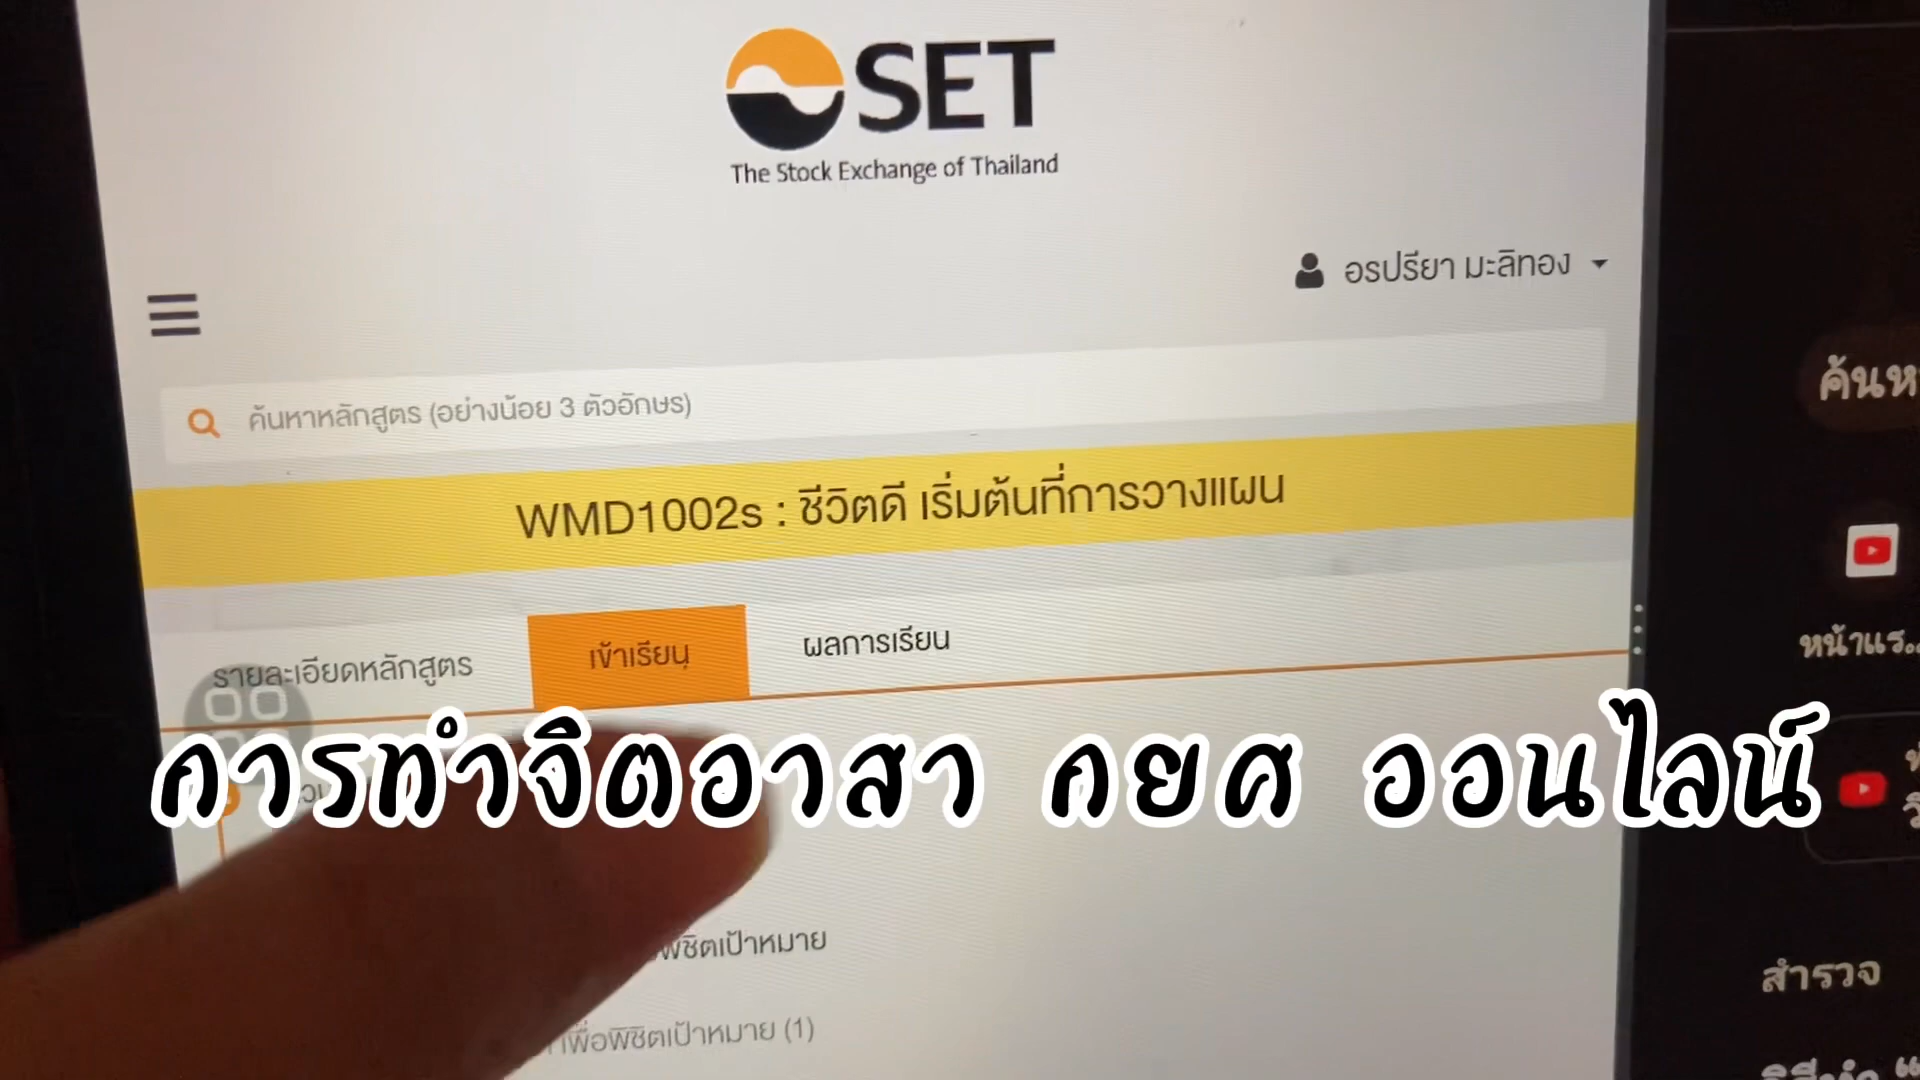 SET
The Stock Exchange of Thailand
อรปรียา มะลิทอง
ค้นหาหลักสูตร (อย่างน้อย 3 ตัวอักษร)
WMD1002s : ชีวิตดี เริ่มต้นที่การวางแผน
รายละเอียดหลักสูตร
เข้าเรียน
ผลการเรียน
หน้าแร...
การทำจิตอาสา กยศ ออนไลน์
พิชิตเป้าหมาย
เพื่อพิชิตเป้าหมาย (1)
สำรวจ